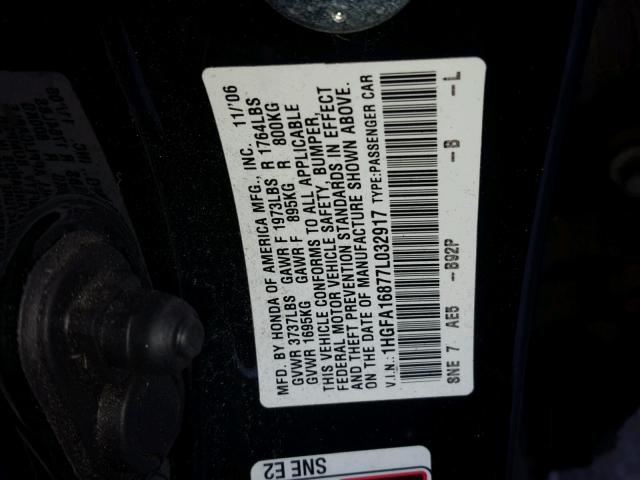 MFD. BY HONDA OF AMERICA MFG., INC. 11/'06
GVWR 3737LBS GAWR F 1973LBS R 1764LBS
GVWR 1695KG GAWR F 895KG R 800KG
THIS VEHICLE CONFORMS TO ALL APPLICABLE
FEDERAL MOTOR VEHICLE SAFETY, BUMPER,
AND THEFT PREVENTION STANDARDS IN EFFECT
ON THE DATE OF MANUFACTURE SHOWN ABOVE.
V.I.N.: 1HGFA16877L032917 TYPE:PASSENGER CAR
SNE 7 AE5 -B92P -B -L
SNE E2